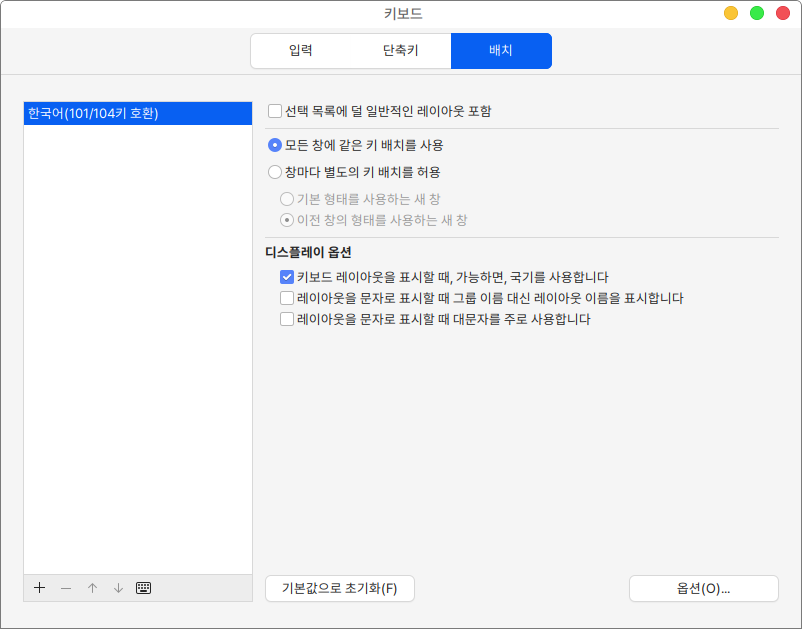 키보드
입력
단축키
배치
한국어(101/104키 호환)
선택 목록에 덜 일반적인 레이아웃 포함
모든 창에 같은 키 배치를 사용
창마다 별도의 키 배치를 허용
기본 형태를 사용하는 새 창
이전 창의 형태를 사용하는 새 창
디스플레이 옵션
키보드 레이아웃을 표시할 때, 가능하면, 국기를 사용합니다
레이아웃을 문자로 표시할 때 그룹 이름 대신 레이아웃 이름을 표시합니다
레이아웃을 문자로 표시할 때 대문자를 주로 사용합니다
기본값으로 초기화(F)
옵션(O)...